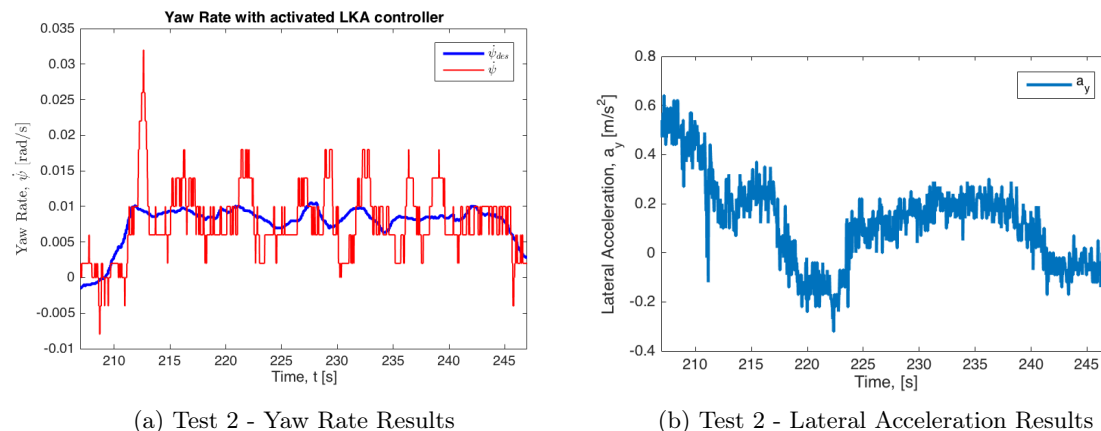 Yaw Rate with activated LKA controller
0.035
0.03
0.025
0.02
0.015
0.01
0.005
0
-0.005
-0.01
Yaw Rate, ψ̇ [rad/s]
ψ̇des
ψ̇
210 215 220 225 230 235 240 245
Time, t [s]
(a) Test 2 - Yaw Rate Results
0.8
0.6
0.4
0.2
0
-0.2
-0.4
Lateral Acceleration, a_y [m/s²]
a_y
210 215 220 225 230 235 240 245
Time, [s]
(b) Test 2 - Lateral Acceleration Results